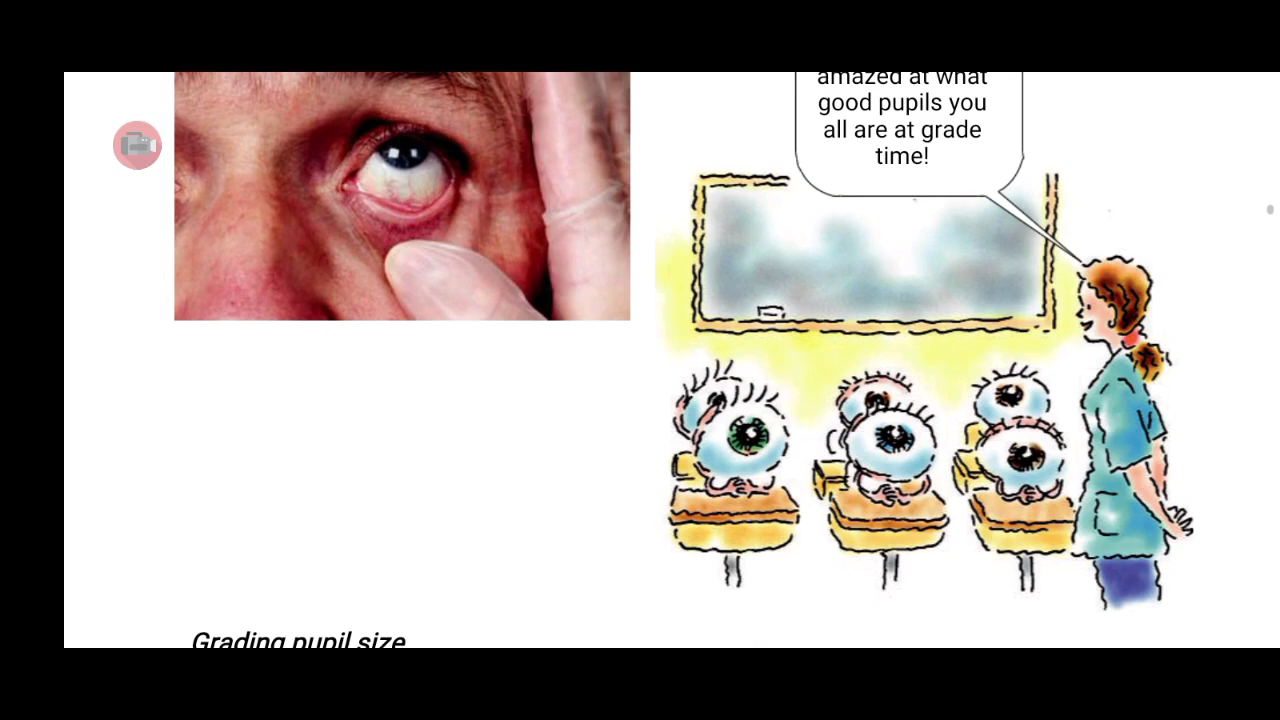 amazed at what
good pupils you
all are at grade
time!
Grading pupil size